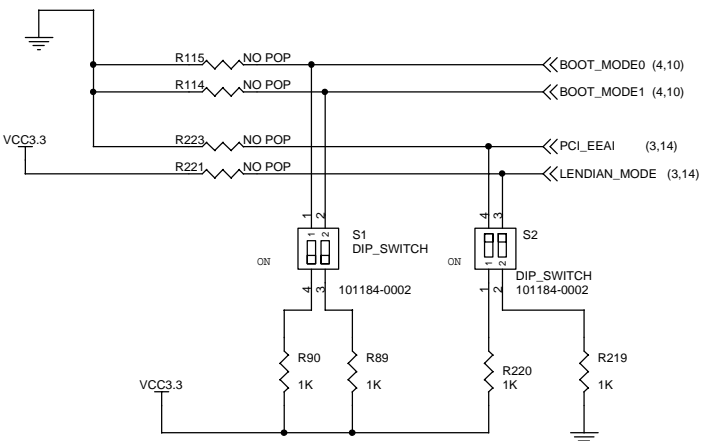 R115 NO POP
BOOT_MODE0 (4,10)
R114 NO POP
BOOT_MODE1 (4,10)
VCC3.3
R223 NO POP
PCI_EEAI (3,14)
R221 NO POP
LENDIAN_MODE (3,14)
1 2
4 3
S1
DIP_SWITCH
1 2
ON
S2
ON
1 2
DIP_SWITCH
101184-0002
4 3
101184-0002
1 2
R90
1K
R89
1K
R220
1K
R219
1K
VCC3.3